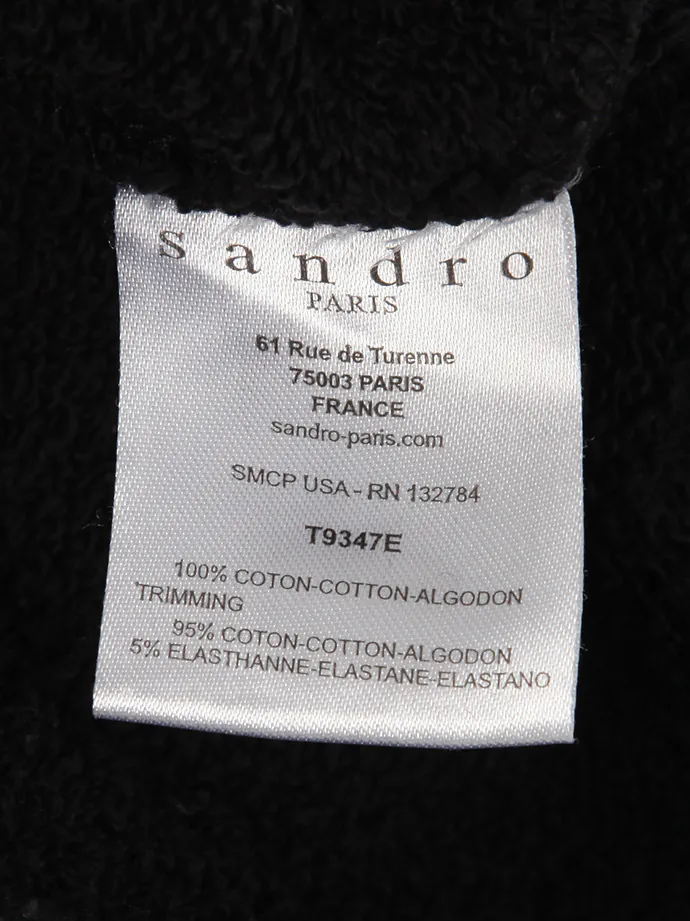 sandro
PARIS
61 Rue de Turenne
75003 PARIS
FRANCE
sandro-paris.com
SMCP USA - RN 132784
T9347E
100% COTON-COTTON-ALGODON
TRIMMING
95% COTON-COTTON-ALGODON
5% ELASTHANNE-ELASTANE-ELASTANO